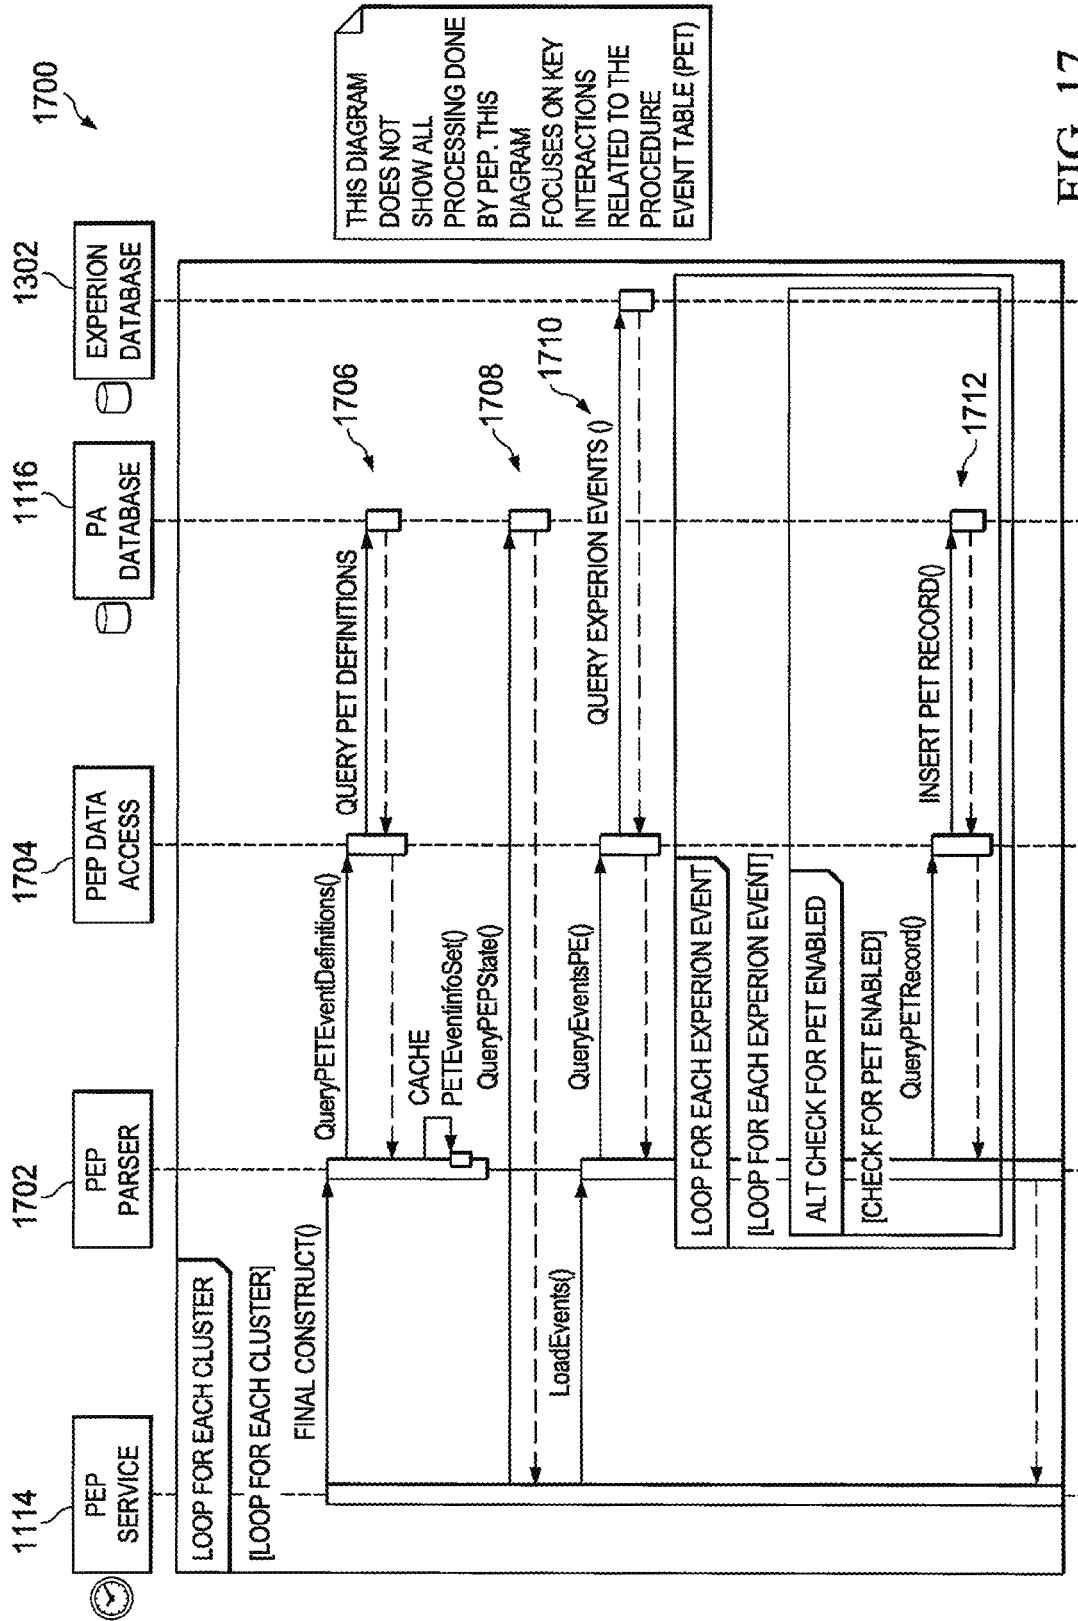 1700
1114
1702
1704
1116
1302
PEP
SERVICE
PEP
PARSER
PEP DATA
ACCESS
PA
DATABASE
EXPERION
DATABASE
LOOP FOR EACH CLUSTER
[LOOP FOR EACH CLUSTER]
FINAL CONSTRUCT()
QueryPETEventDefinitions()
QUERY PET DEFINITIONS
1706
CACHE
PETEventinfoSet()
QueryPEPState()
1708
LoadEvents()
QueryEventsPE()
QUERY EXPERION EVENTS ()
1710
LOOP FOR EACH EXPERION EVENT
[LOOP FOR EACH EXPERION EVENT]
ALT CHECK FOR PET ENABLED
[CHECK FOR PET ENABLED]
QueryPETRecord()
INSERT PET RECORD()
1712
THIS DIAGRAM
DOES NOT
SHOW ALL
PROCESSING DONE
BY PEP. THIS
DIAGRAM
FOCUSES ON KEY
INTERACTIONS
RELATED TO THE
PROCEDURE
EVENT TABLE (PET)
FIG. 17